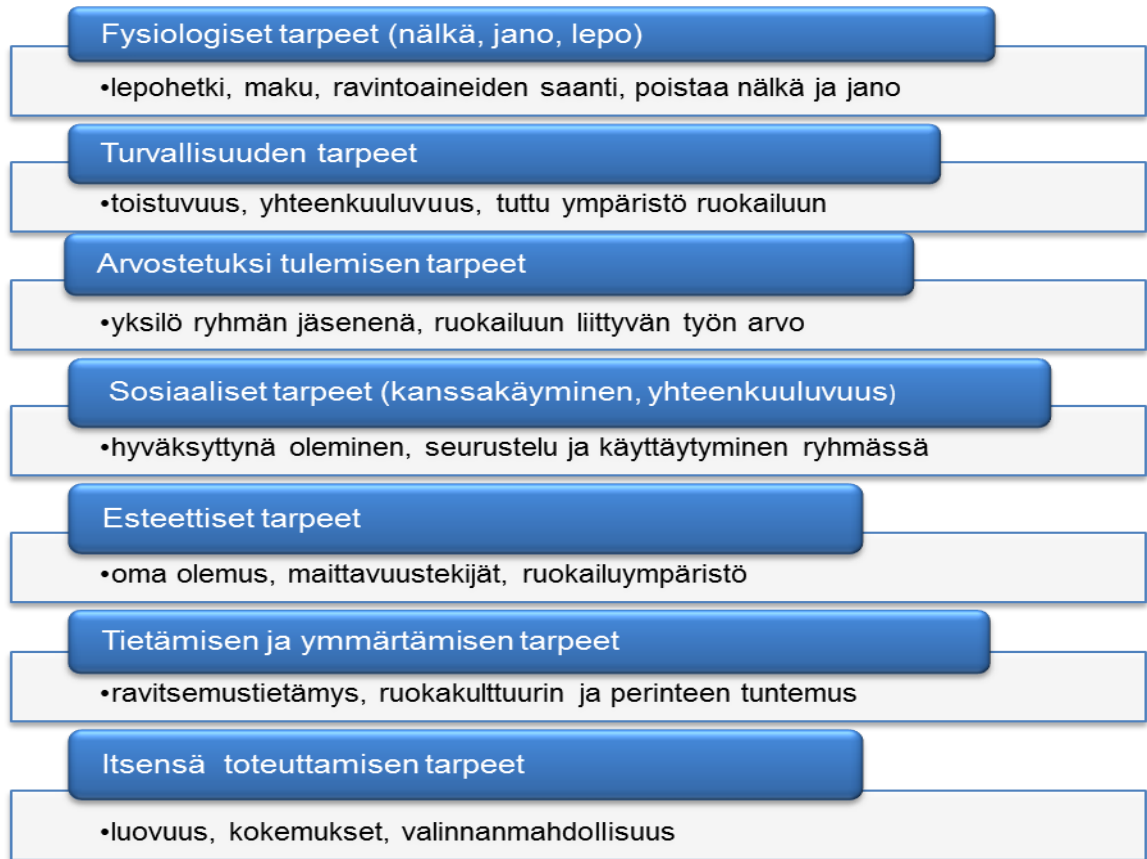 Fysiologiset tarpeet (nälkä, jano, lepo)
•lepohetki, maku, ravintoaineiden saanti, poistaa nälkä ja jano
Turvallisuuden tarpeet
•toistuvuus, yhteenkuuluvuus, tuttu ympäristö ruokailuun
Arvostetuksi tulemisen tarpeet
•yksilö ryhmän jäsenenä, ruokailuun liittyvän työn arvo
Sosiaaliset tarpeet (kanssakäyminen, yhteenkuuluvuus)
•hyväksyttynä oleminen, seurustelu ja käyttäytyminen ryhmässä
Esteettiset tarpeet
•oma olemus, maittavuustekijät, ruokailuympäristö
Tietämisen ja ymmärtämisen tarpeet
•ravitsemustietämys, ruokakulttuurin ja perinteen tuntemus
Itsensä toteuttamisen tarpeet
•luovuus, kokemukset, valinnanmahdollisuus